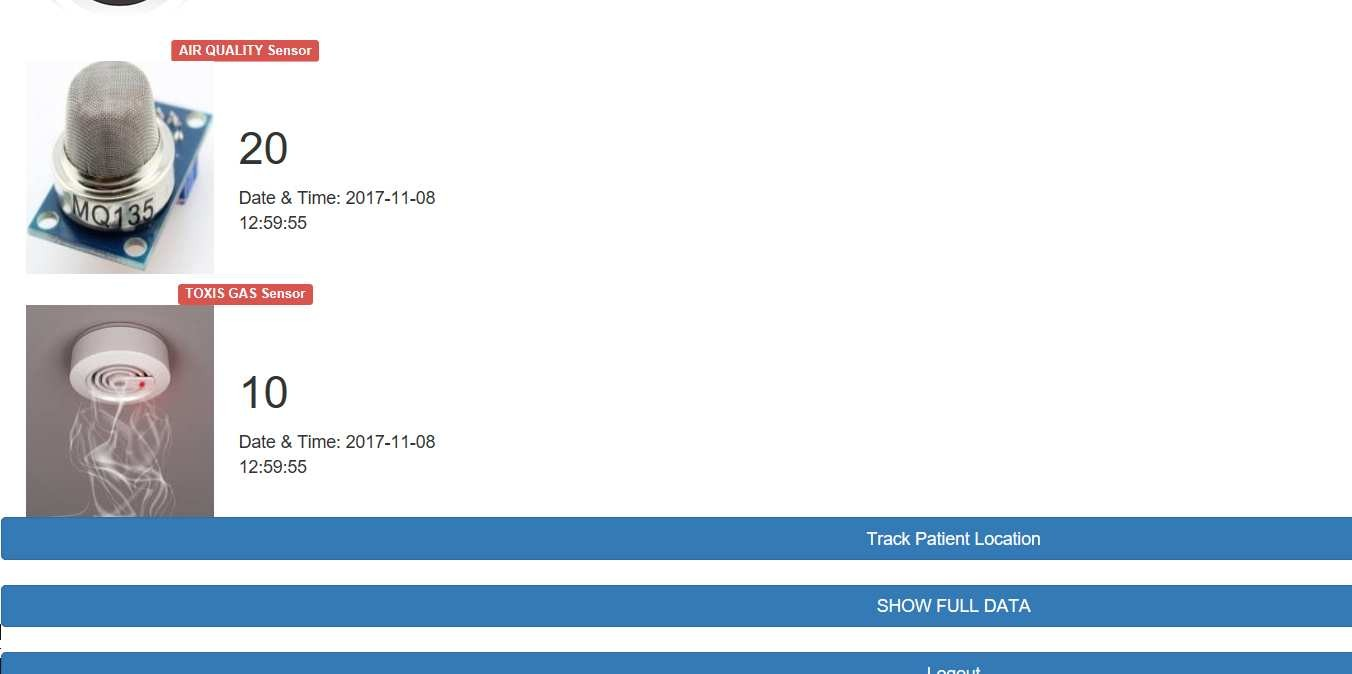 AIR QUALITY Sensor
MQ135
20
Date & Time: 2017-11-08
12:59:55
TOXIS GAS Sensor
10
Date & Time: 2017-11-08
12:59:55
Track Patient Location
SHOW FULL DATA
Logout